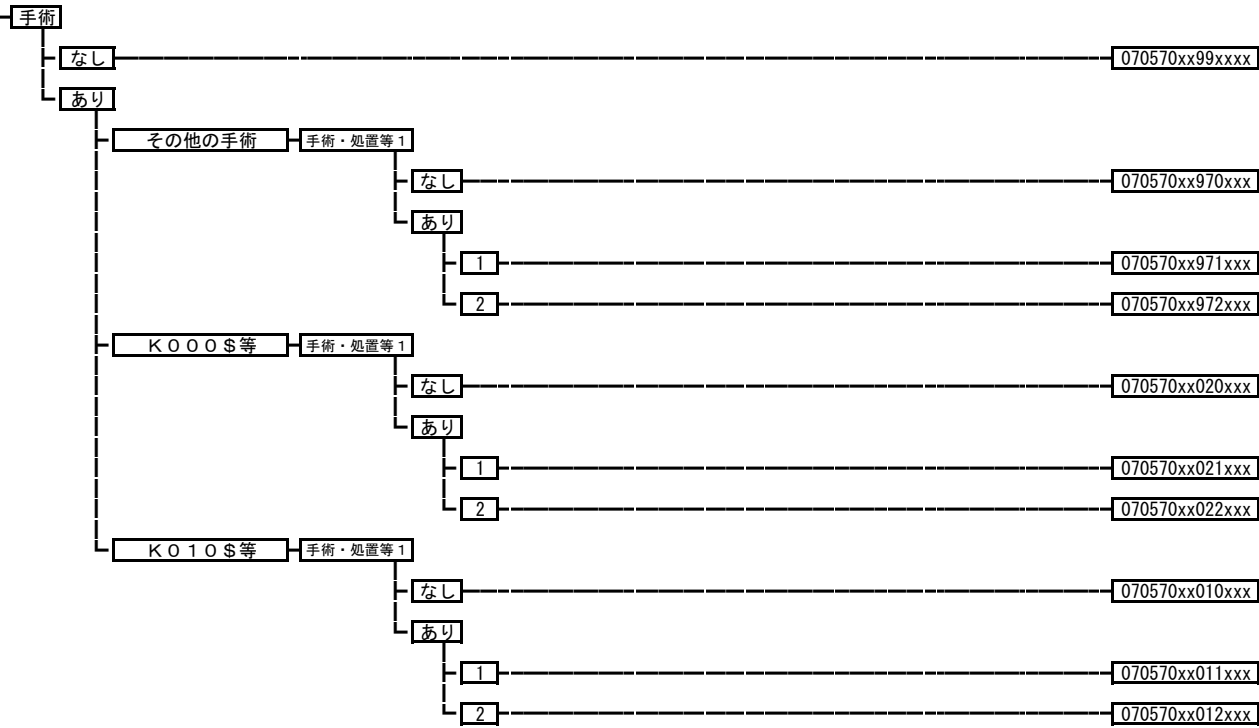 手術
なし 070570xx99xxxx
あり
その他の手術 手術・処置等１
なし 070570xx970xxx
あり
1 070570xx971xxx
2 070570xx972xxx
Ｋ０００＄等 手術・処置等１
なし 070570xx020xxx
あり
1 070570xx021xxx
2 070570xx022xxx
Ｋ０１０＄等 手術・処置等１
なし 070570xx010xxx
あり
1 070570xx011xxx
2 070570xx012xxx